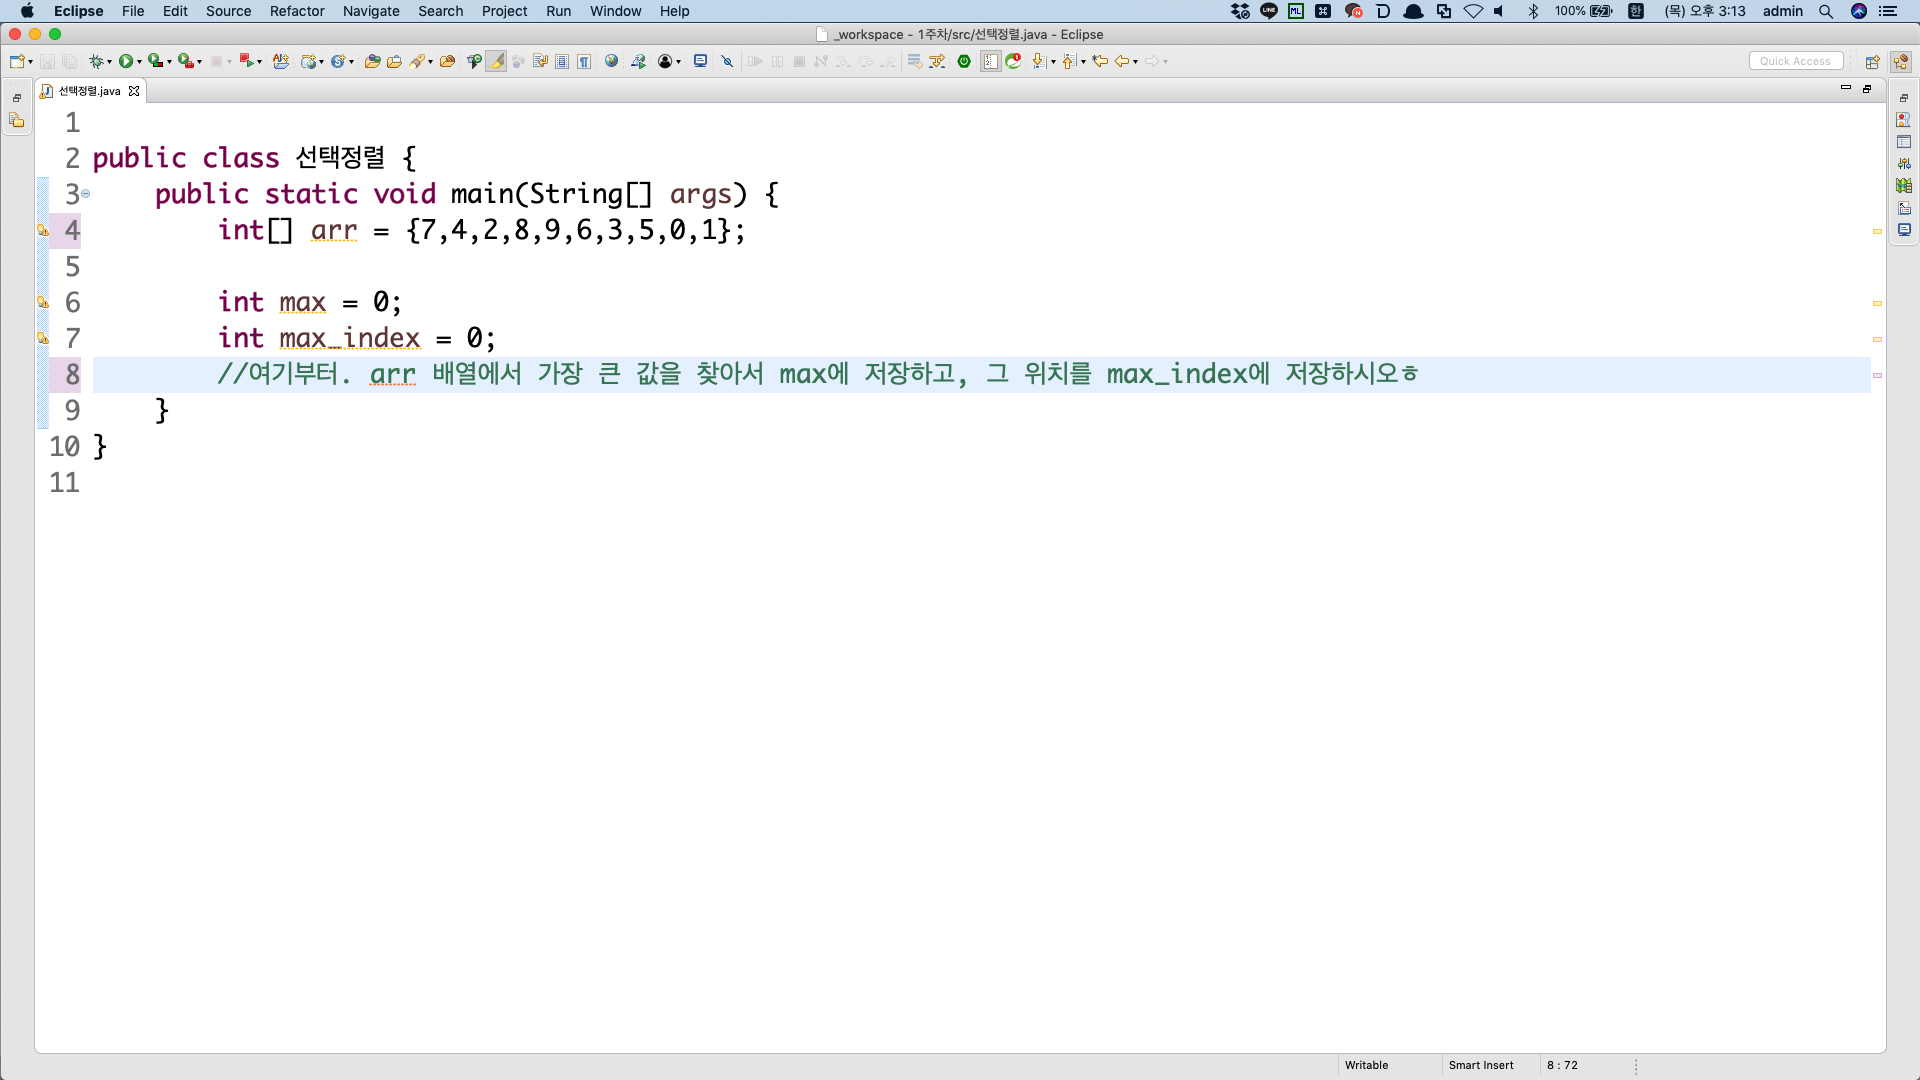 Eclipse File Edit Source Refactor Navigate Search Project Run Window Help 100% 한 (목) 오후 3:13 admin
_workspace - 1주차/src/선택정렬.java - Eclipse
Quick Access
선택정렬.java
1
2 public class 선택정렬 {
3 public static void main(String[] args) {
4 int[] arr = {7,4,2,8,9,6,3,5,0,1};
5
6 int max = 0;
7 int max_index = 0;
8 //여기부터. arr 배열에서 가장 큰 값을 찾아서 max에 저장하고, 그 위치를 max_index에 저장하시오ㅎ
9 }
10 }
11
Writable Smart Insert 8 : 72